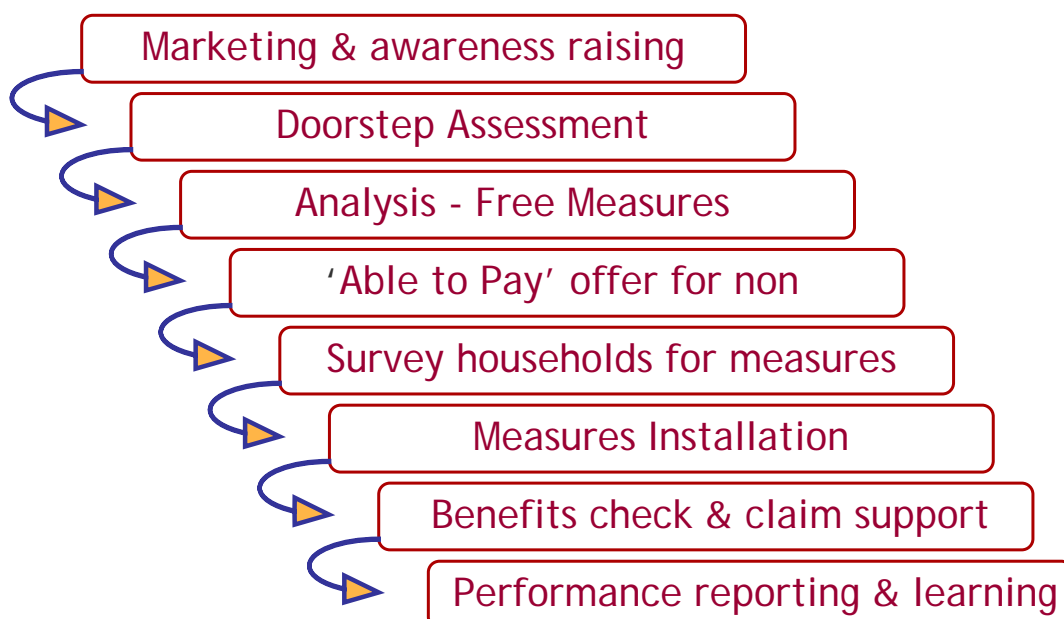 Marketing & awareness raising
Doorstep Assessment
Analysis - Free Measures
‘Able to Pay’ offer for non
Survey households for measures
Measures Installation
Benefits check & claim support
Performance reporting & learning